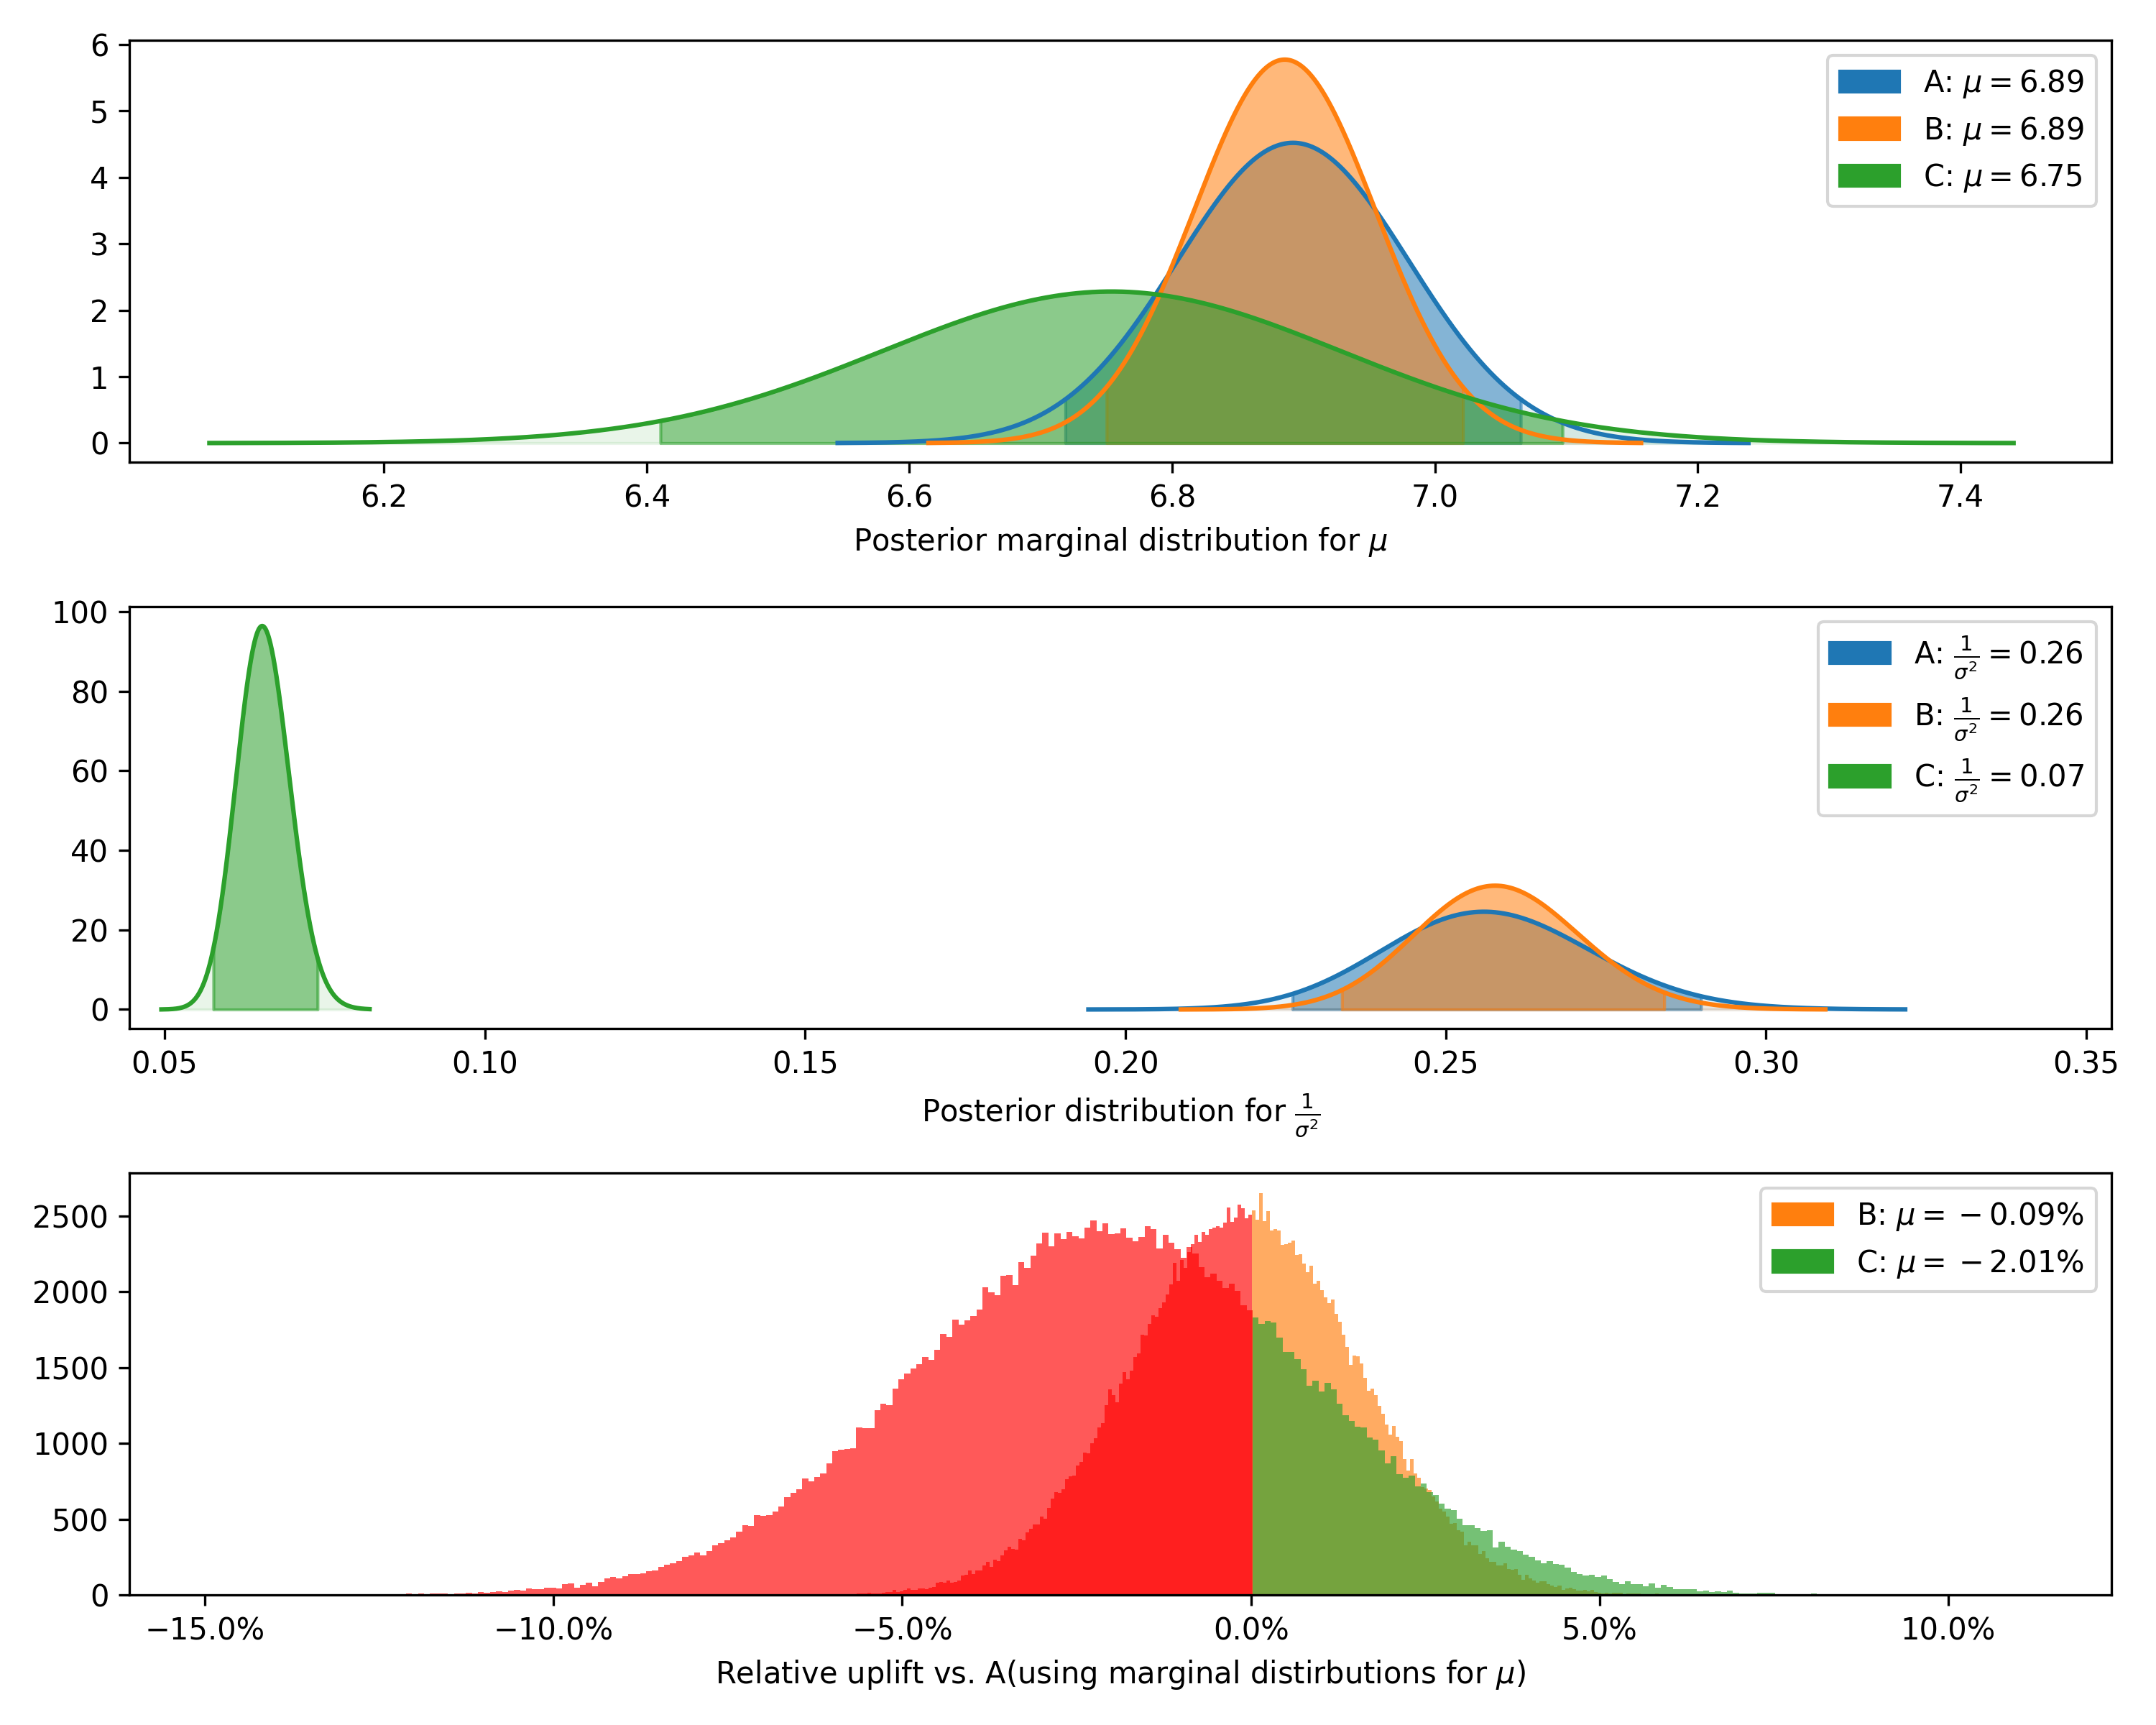 6
5
4
3
2
1
0
A: μ = 6.89
B: μ = 6.89
C: μ = 6.75
6.2 6.4 6.6 6.8 7.0 7.2 7.4
Posterior marginal distribution for μ
100
80
60
40
20
0
A: 1/σ² = 0.26
B: 1/σ² = 0.26
C: 1/σ² = 0.07
0.05 0.10 0.15 0.20 0.25 0.30 0.35
Posterior distribution for 1/σ²
2500
2000
1500
1000
500
0
B: μ = −0.09%
C: μ = −2.01%
−15.0% −10.0% −5.0% 0.0% 5.0% 10.0%
Relative uplift vs. A(using marginal distirbutions for μ)